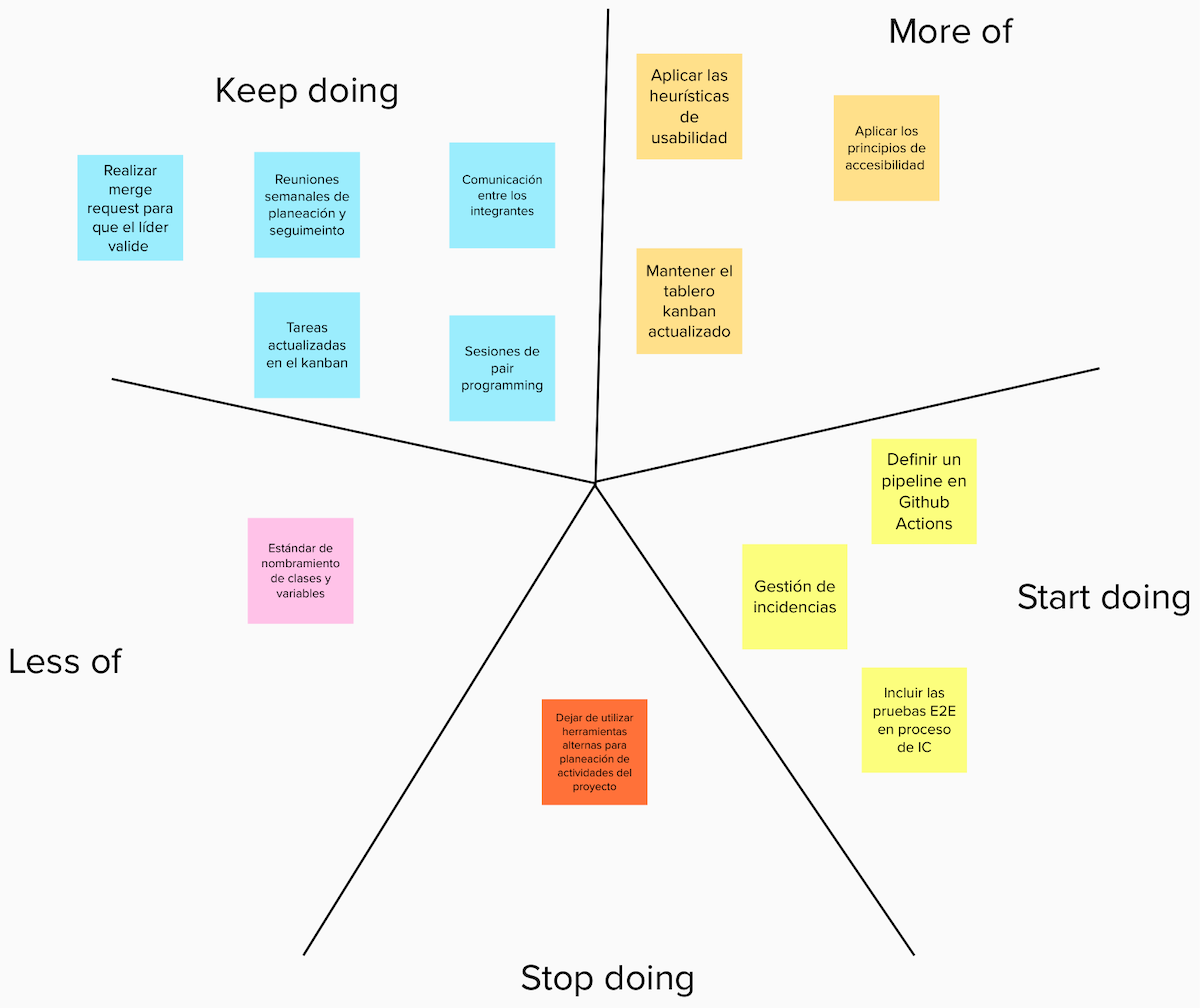 More of
Keep doing
Realizar
merge
request para
que el líder
valide
Reuniones
semanales de
planeación y
seguimeinto
Comunicación
entre los
integrantes
Tareas
actualizadas
en el kanban
Sesiones de
pair
programming
Aplicar las
heurísticas
de
usabilidad
Aplicar los
principios de
accesibilidad
Mantener el
tablero
kanban
actualizado
Definir un
pipeline en
Github
Actions
Gestión de
incidencias
Start doing
Incluir las
pruebas E2E
en proceso
de IC
Estándar de
nombramiento
de clases y
variables
Less of
Dejar de utilizar
herramientas
alternas para
planeación de
actividades del
proyecto
Stop doing